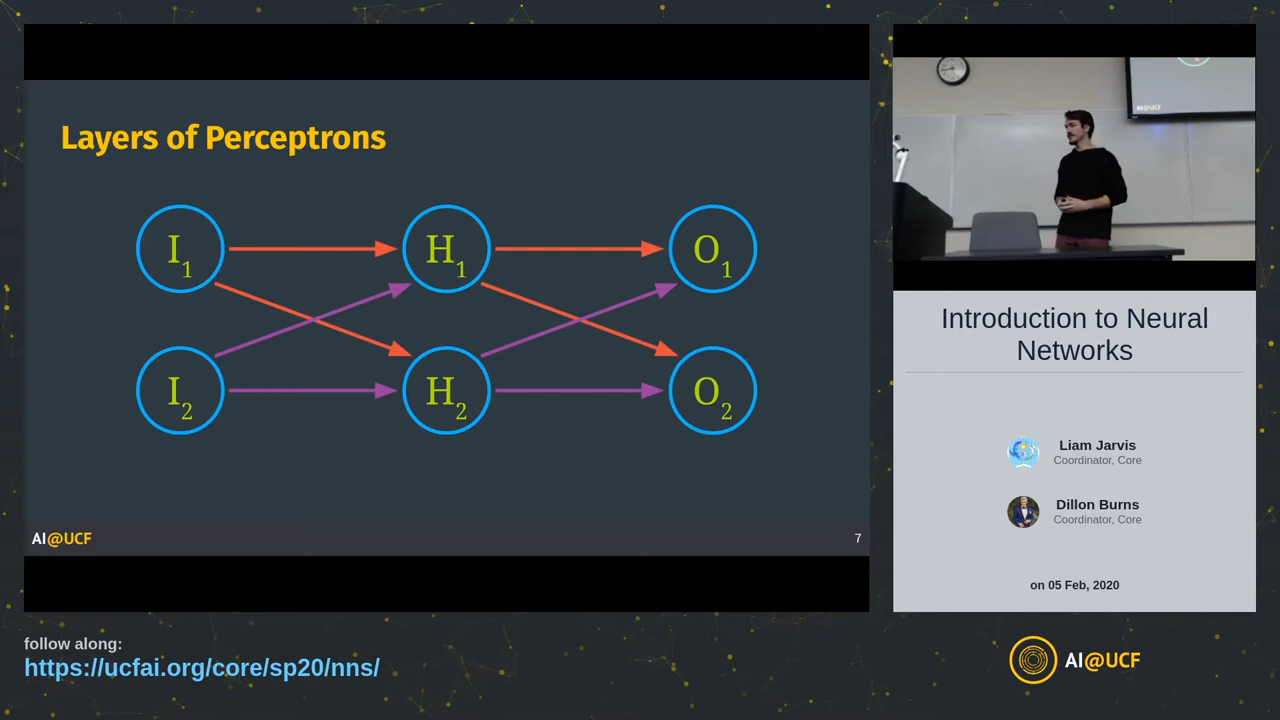 Layers of Perceptrons
I1 H1 O1
I2 H2 O2
AI@UCF
7
AI@UCF
Introduction to Neural
Networks
Liam Jarvis
Coordinator, Core
Dillon Burns
Coordinator, Core
on 05 Feb, 2020
follow along:
https://ucfai.org/core/sp20/nns/
AI@UCF